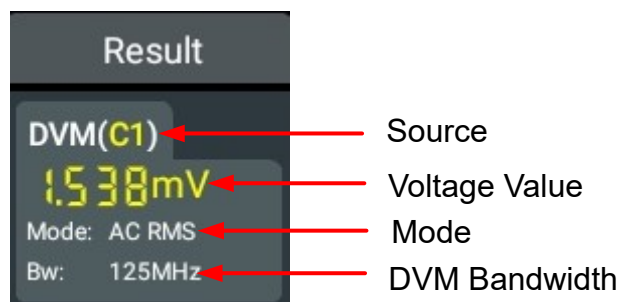 Result
DVM(C1)
Source
1.538mV
Voltage Value
Mode: AC RMS
Mode
Bw: 125MHz
DVM Bandwidth